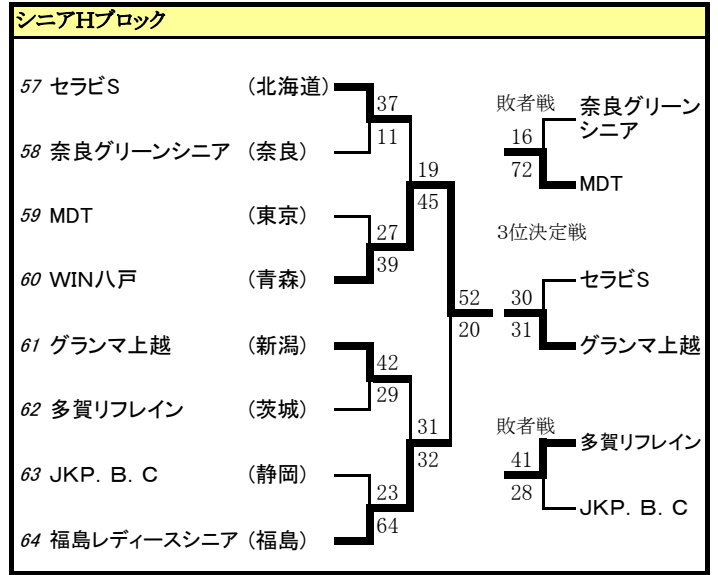 シニアHブロック
57 セラビS (北海道)
37
11
58 奈良グリーンシニア (奈良)
19
45
59 MDT (東京)
27
39
60 WIN八戸 (青森)
52
20
61 グランマ上越 (新潟)
42
29
62 多賀リフレイン (茨城)
31
32
63 JKP. B. C (静岡)
23
64
64 福島レディースシニア (福島)
敗者戦
奈良グリーン
シニア
16
72
MDT
3位決定戦
セラビS
30
31
グランマ上越
敗者戦
多賀リフレイン
41
28
JKP. B. C